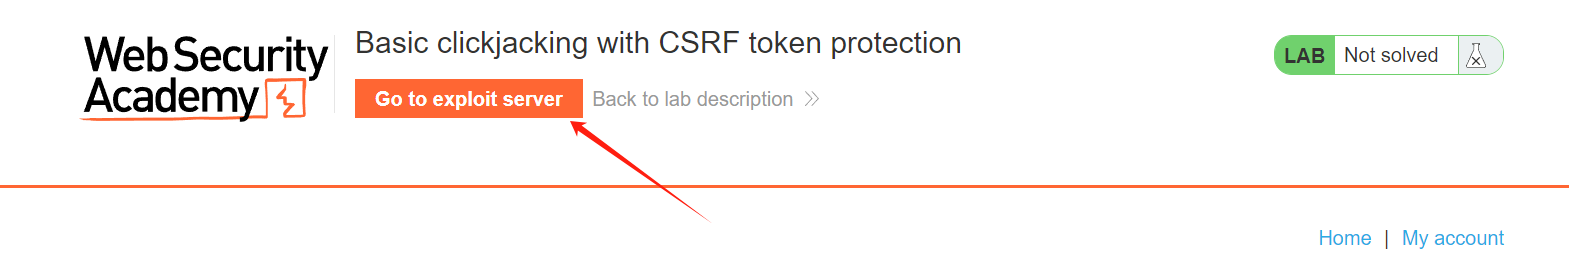 Web Security
Academy
Basic clickjacking with CSRF token protection
Go to exploit server
Back to lab description
LAB
Not solved
Home | My account